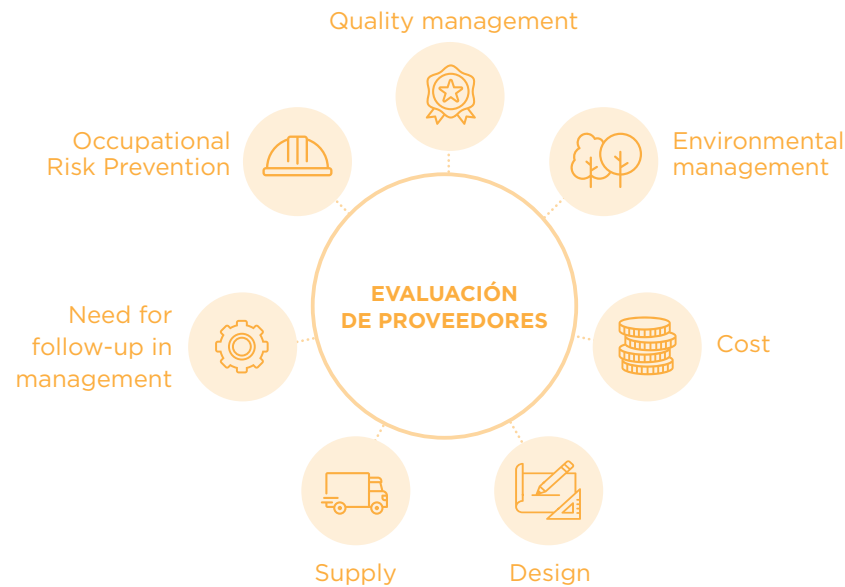 Quality management
Occupational
Risk Prevention
Environmental
management
EVALUACIÓN
DE PROVEEDORES
Need for
follow-up in
management
Cost
Supply
Design